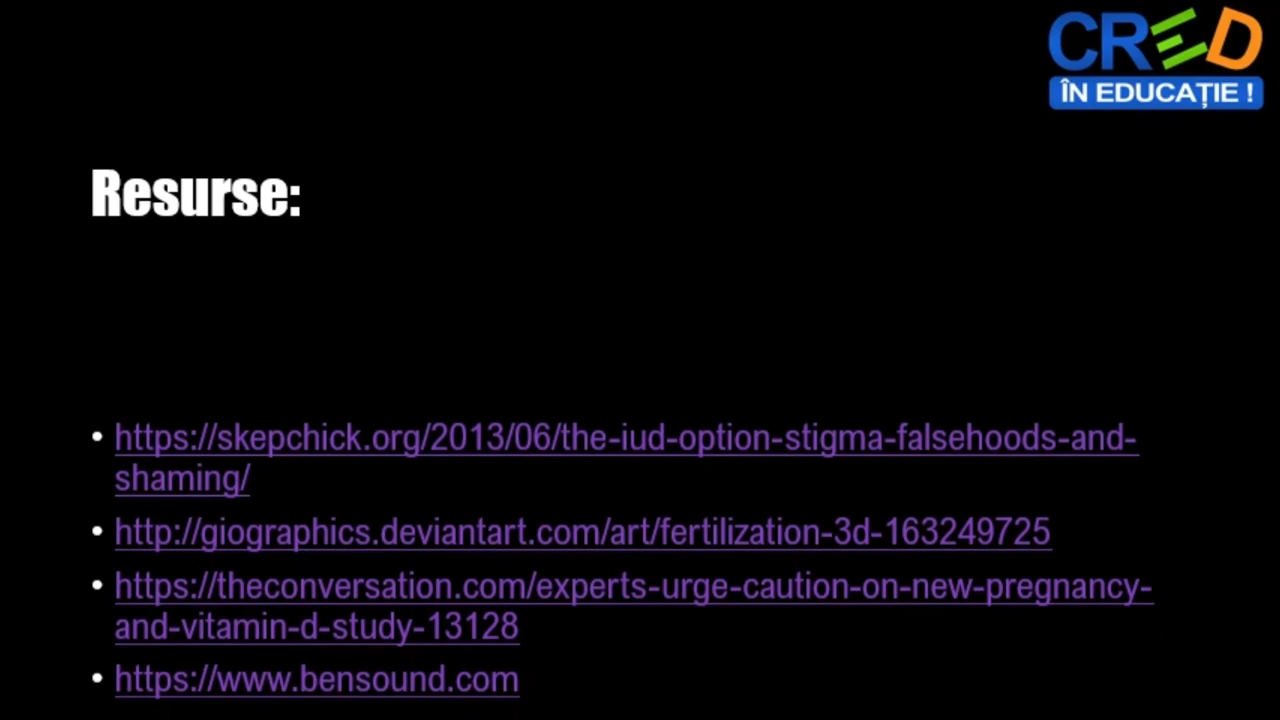 CRED
ÎN EDUCAȚIE !
Resurse:
• https://skepchick.org/2013/06/the-iud-option-stigma-falsehoods-and-
shaming/
• http://giographics.deviantart.com/art/fertilization-3d-163249725
• https://theconversation.com/experts-urge-caution-on-new-pregnancy-
and-vitamin-d-study-13128
• https://www.bensound.com